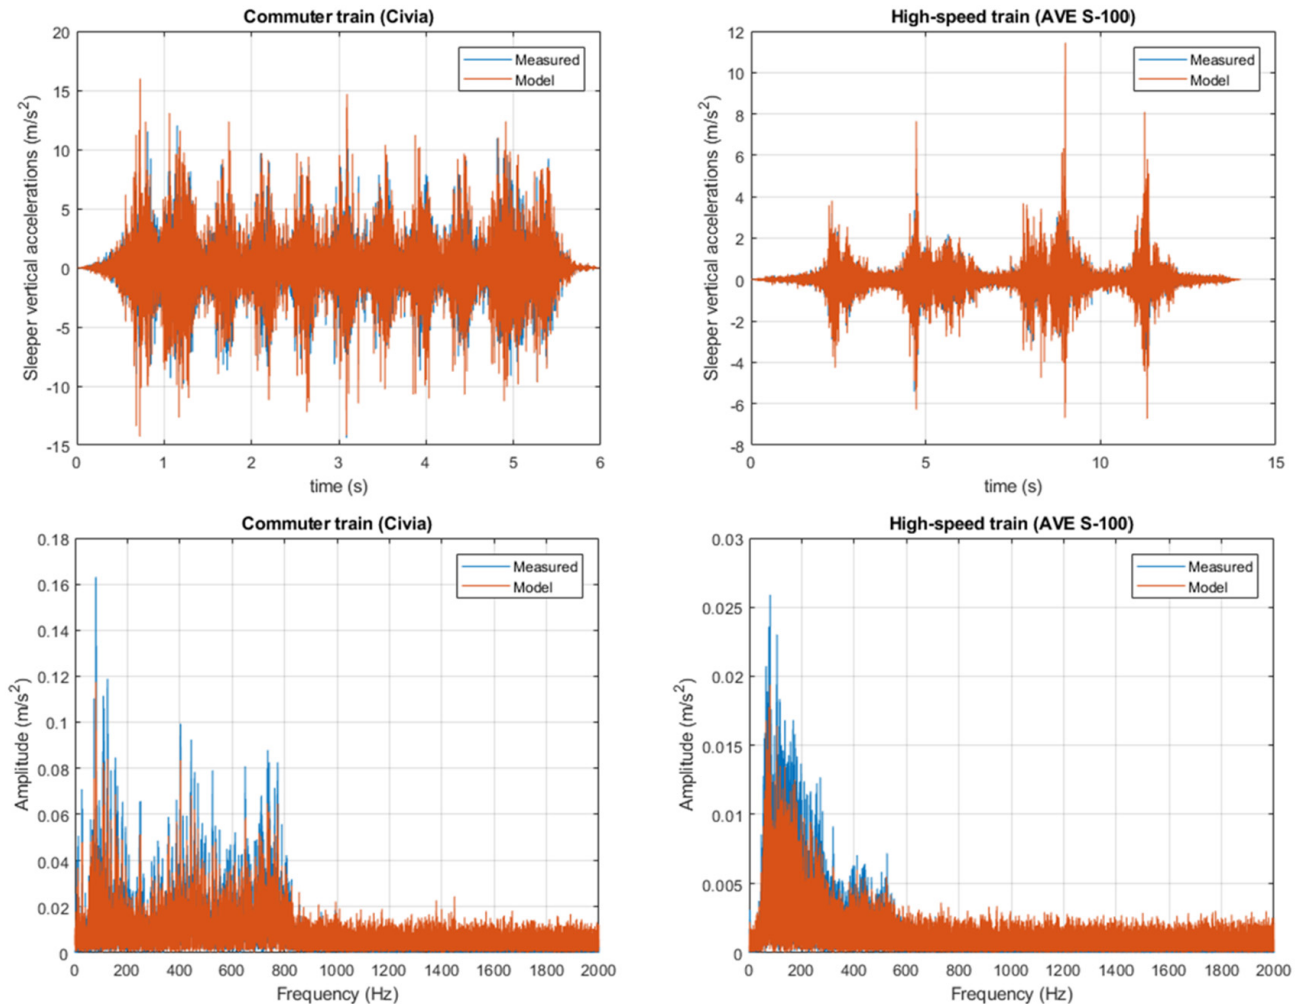 Commuter train (Civia)
20
15
10
5
0
-5
-10
-15
Sleeper vertical accelerations (m/s²)
Measured
Model
0 1 2 3 4 5 6
time (s)
High-speed train (AVE S-100)
12
10
8
6
4
2
0
-2
-4
-6
-8
Sleeper vertical accelerations (m/s²)
Measured
Model
0 5 10 15
time (s)
Commuter train (Civia)
0.18
0.16
0.14
0.12
0.1
0.08
0.06
0.04
0.02
0
Amplitude (m/s²)
Measured
Model
0 200 400 600 800 1000 1200 1400 1600 1800 2000
Frequency (Hz)
High-speed train (AVE S-100)
0.03
0.025
0.02
0.015
0.01
0.005
0
Amplitude (m/s²)
Measured
Model
0 200 400 600 800 1000 1200 1400 1600 1800 2000
Frequency (Hz)